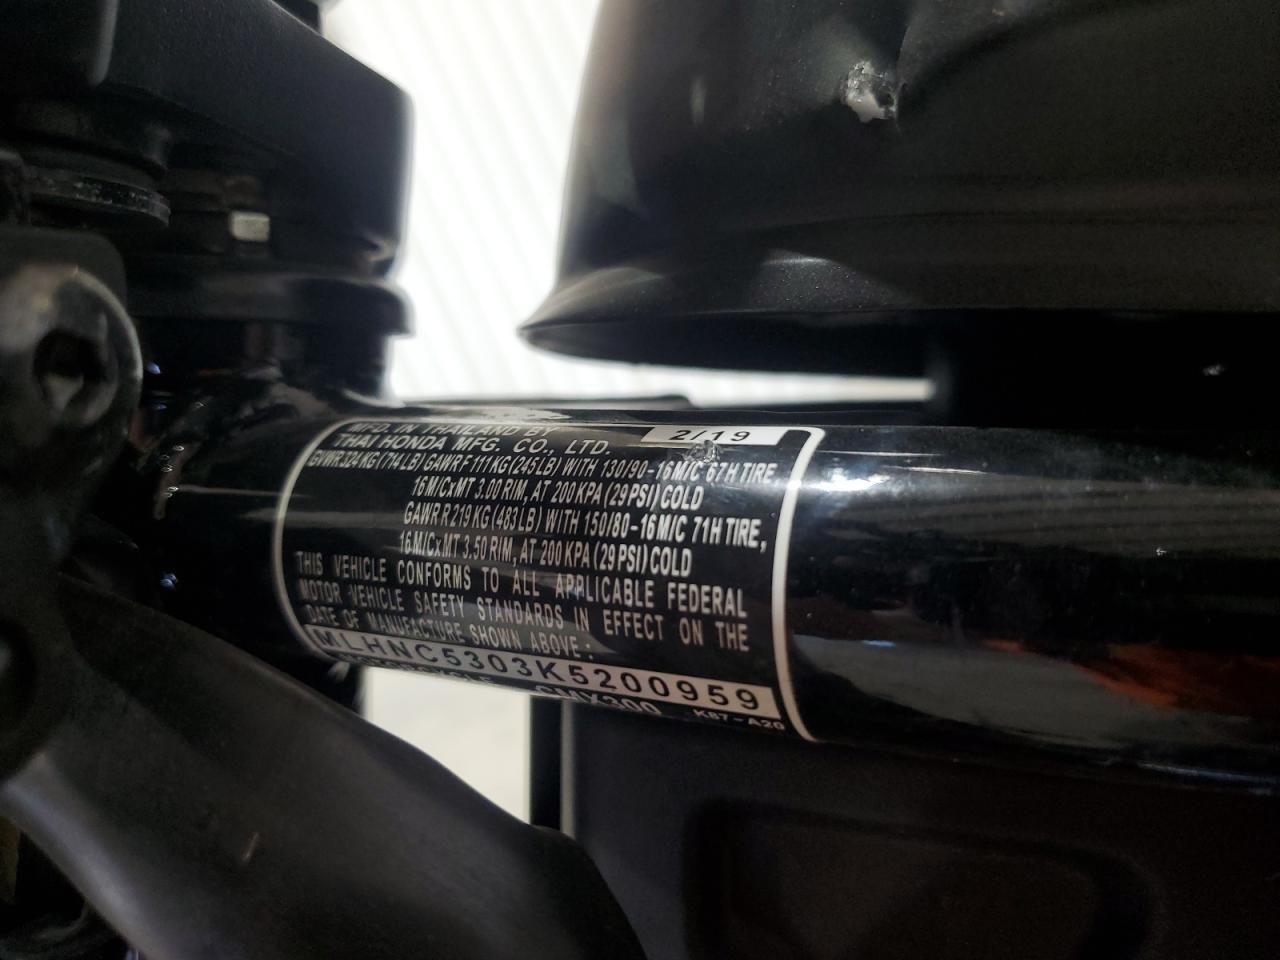 MFD. IN THAILAND BY 2/19
THAI HONDA MFG. CO., LTD.
GVWR 324 KG (714 LB) GAWR F 111 KG (245 LB) WITH 130/90-16M/C 67H TIRE,
16M/CxMT 3.00 RIM, AT 200 KPA (29 PSI) COLD
GAWR R 219 KG (483 LB) WITH 150/80-16M/C 71H TIRE,
16M/CxMT 3.50 RIM, AT 200 KPA (29 PSI) COLD
THIS VEHICLE CONFORMS TO ALL APPLICABLE FEDERAL
MOTOR VEHICLE SAFETY STANDARDS IN EFFECT ON THE
DATE OF MANUFACTURE SHOWN ABOVE:
MLHNC5303K5200959
CMX300 K87-A20